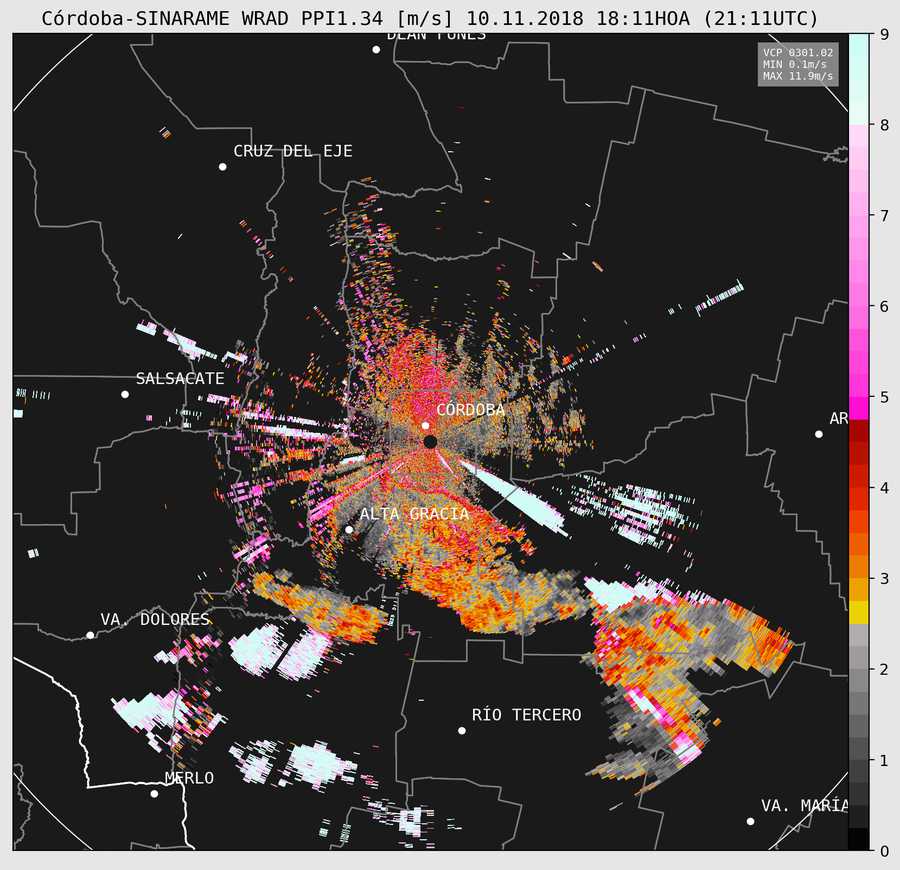 Córdoba-SINARAME WRAD PPI1.34 [m/s] 10.11.2018 18:11HOA (21:11UTC)
DEAN FUNES
VCP 0301.02
MIN 0.1m/s
MAX 11.9m/s
CRUZ DEL EJE
SALSACATE
CÓRDOBA
AR
ALTA GRACIA
VA. DOLORES
RÍO TERCERO
MERLO
VA. MARÍA
9
8
7
6
5
4
3
2
1
0